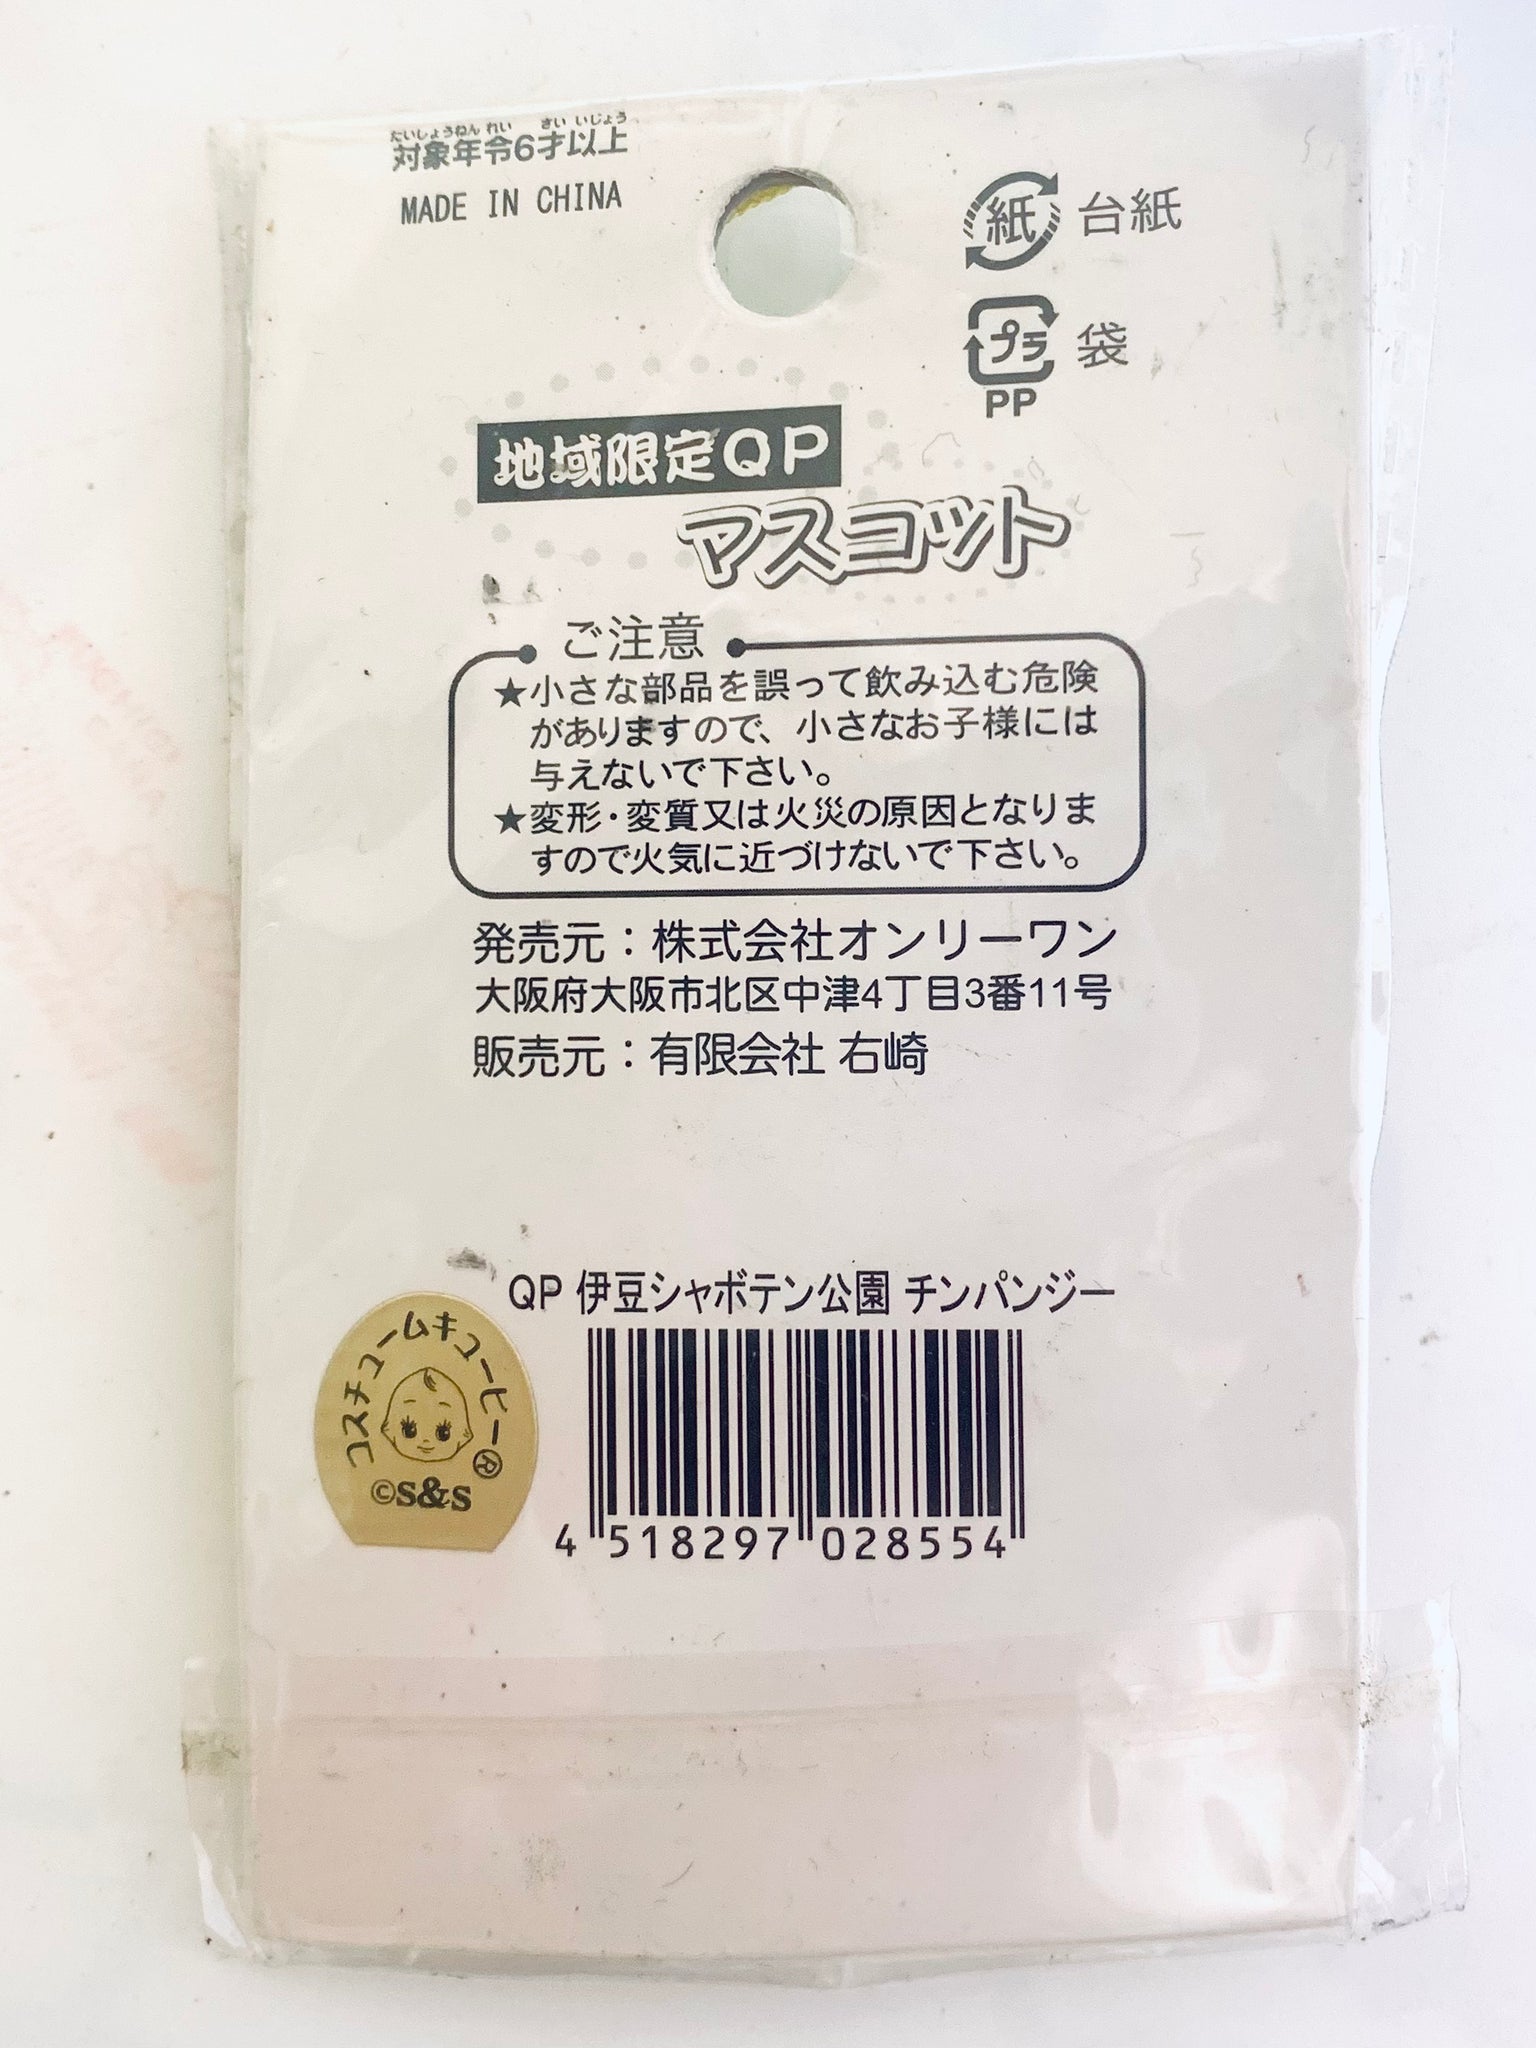 たいしょうねんれい さい いじょう
対象年令6才以上
MADE IN CHINA
紙 台紙
プラ 袋
PP
地域限定QP
マスコット
ご注意
★小さな部品を誤って飲み込む危険
がありますので、小さなお子様には
与えないで下さい。
★変形・変質又は火災の原因となりま
すので火気に近づけないで下さい。
発売元：株式会社オンリーワン
大阪府大阪市北区中津4丁目3番11号
販売元：有限会社 右崎
QP 伊豆シャボテン公園 チンパンジー
コスチュームキューピー®
©S&S
4 518297 028554